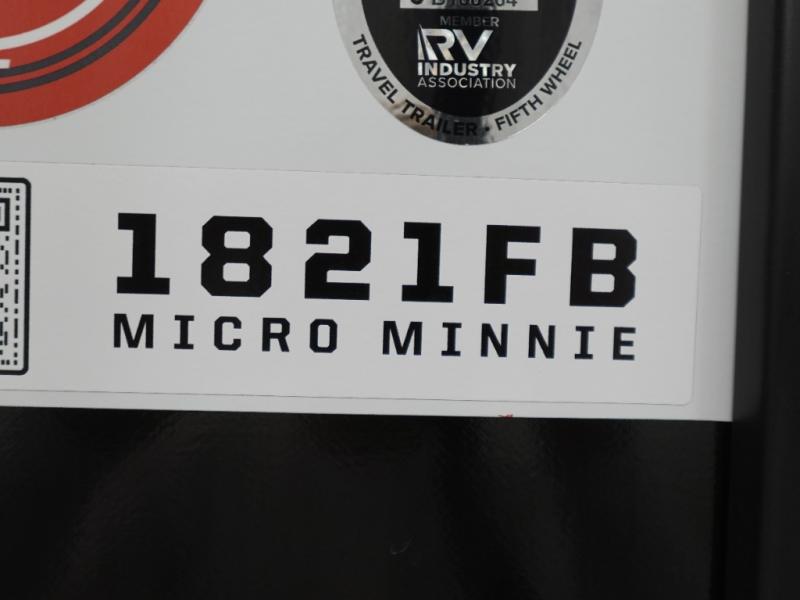 MEMBER
RV
INDUSTRY
ASSOCIATION
TRAVEL TRAILER • FIFTH WHEEL
1821FB
MICRO MINNIE